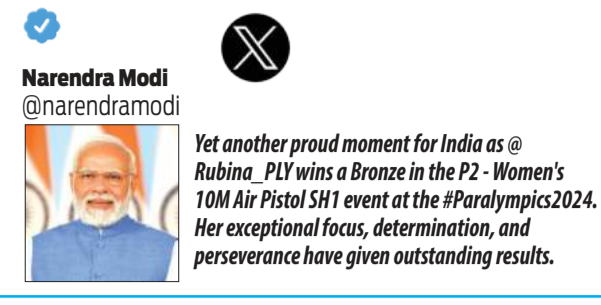 Narendra Modi
@narendramodi
Yet another proud moment for India as @
Rubina_PLY wins a Bronze in the P2 - Women's
10M Air Pistol SH1 event at the #Paralympics2024.
Her exceptional focus, determination, and
perseverance have given outstanding results.